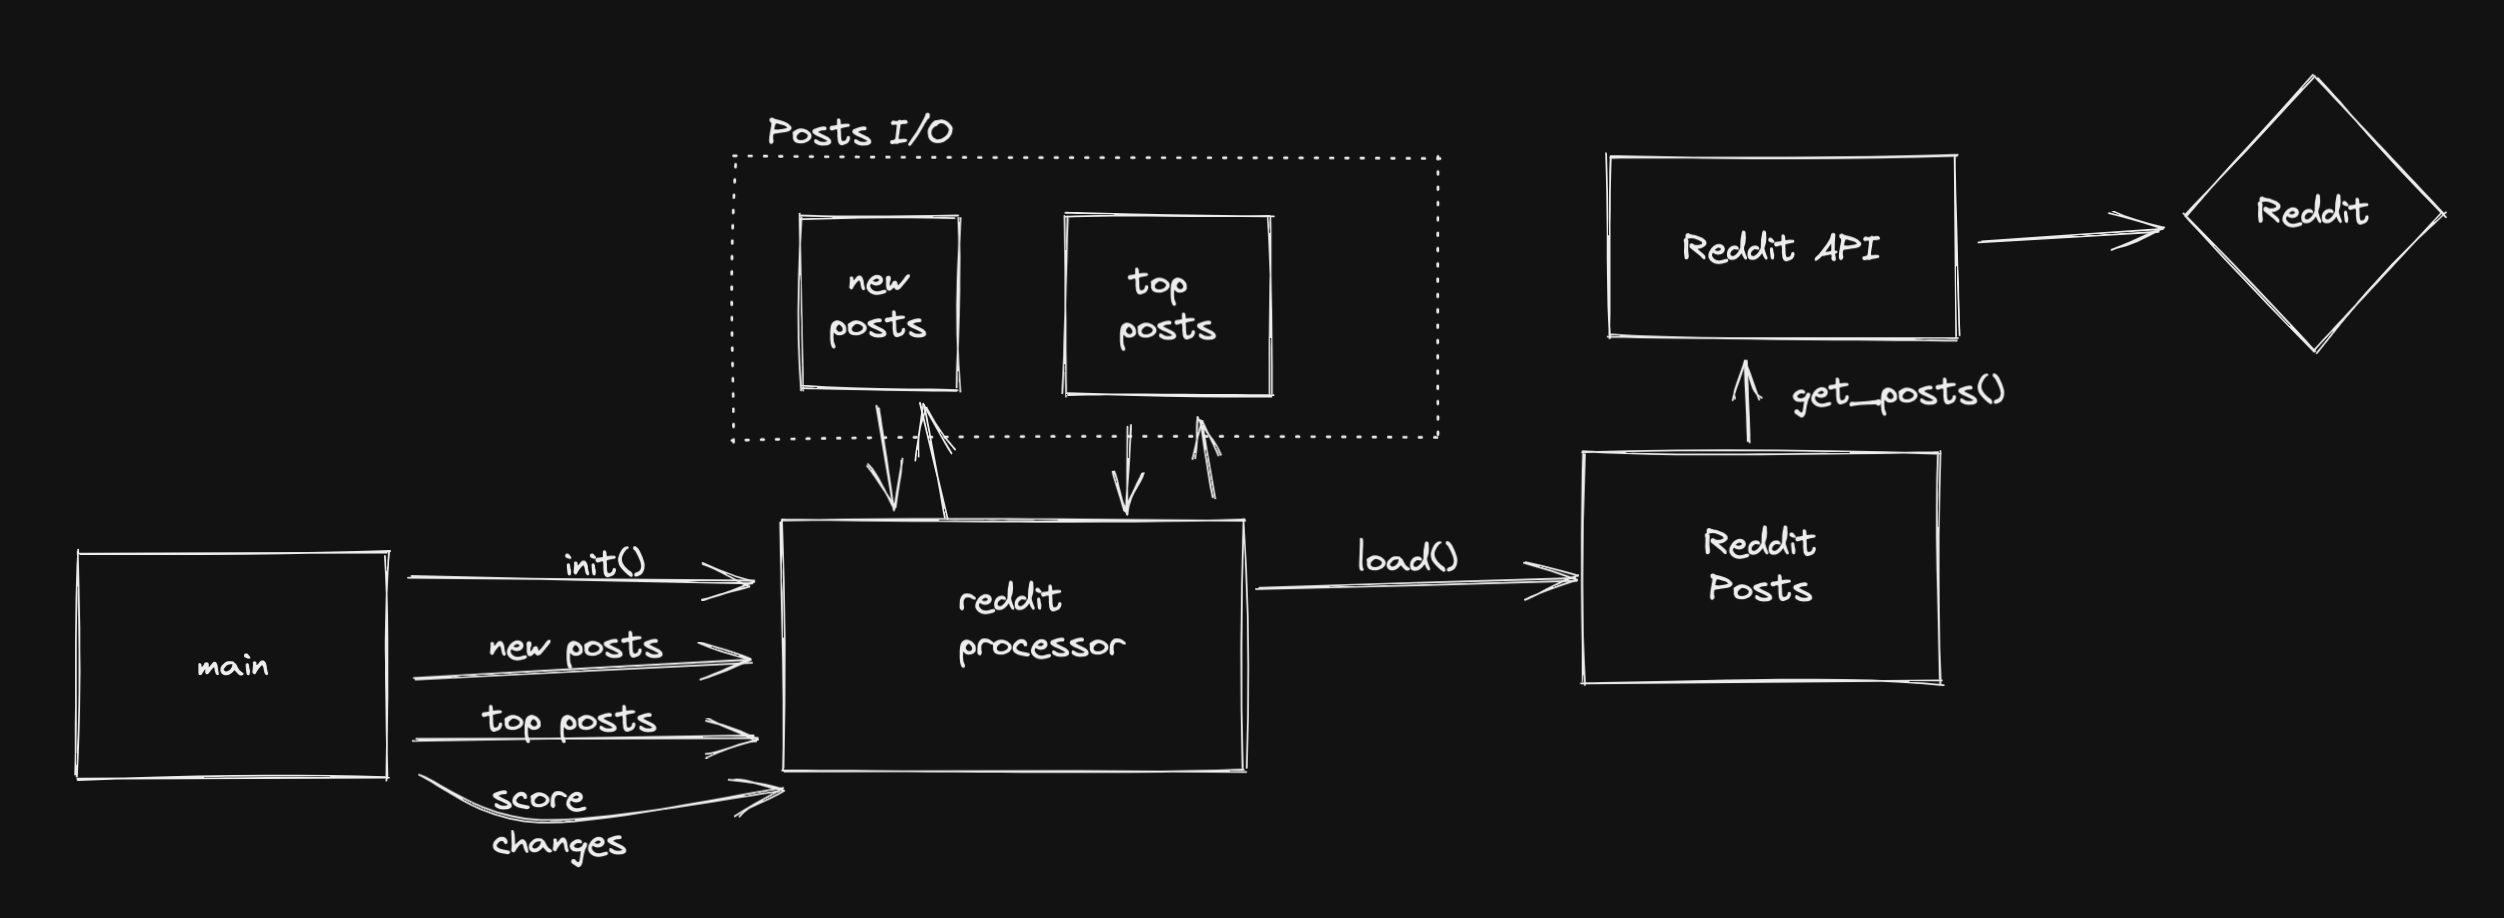 Posts I/O
new
posts
top
posts
Reddit API
Reddit
get_posts()
init()
new posts
top posts
score
changes
main
reddit
processor
load()
Reddit
Posts